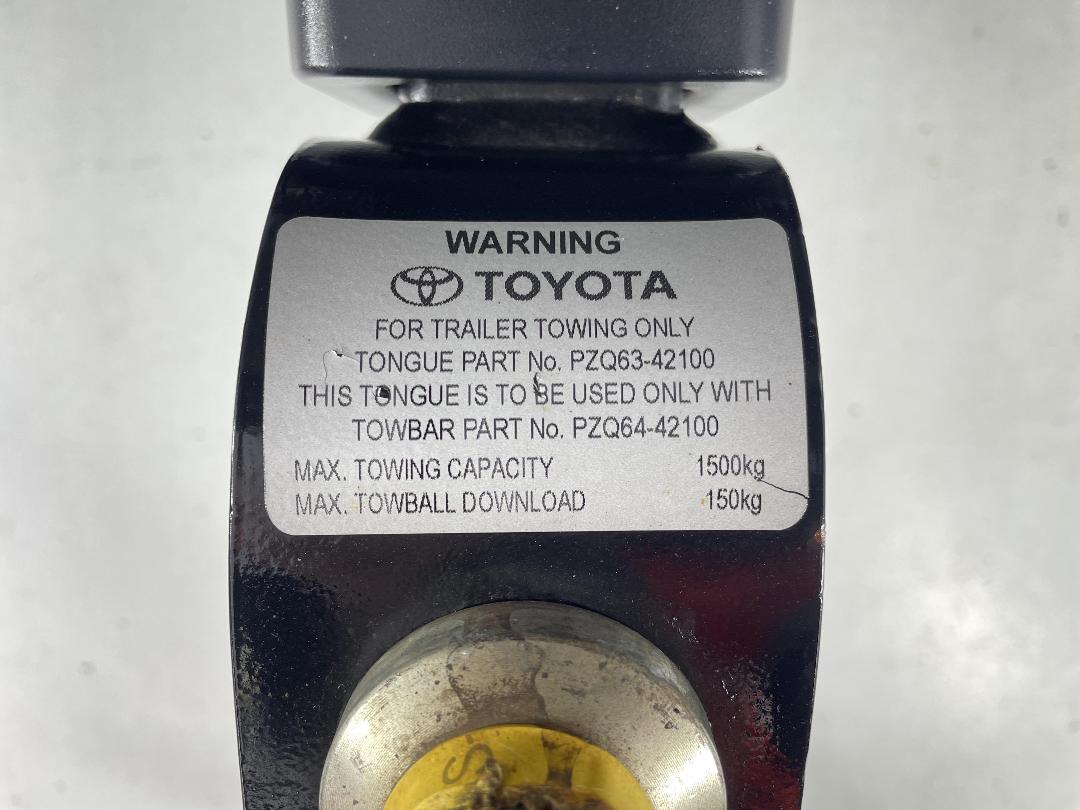 WARNING
TOYOTA
FOR TRAILER TOWING ONLY
TONGUE PART No. PZQ63-42100
THIS TONGUE IS TO BE USED ONLY WITH
TOWBAR PART No. PZQ64-42100
MAX. TOWING CAPACITY 1500kg
MAX. TOWBALL DOWNLOAD 150kg
S